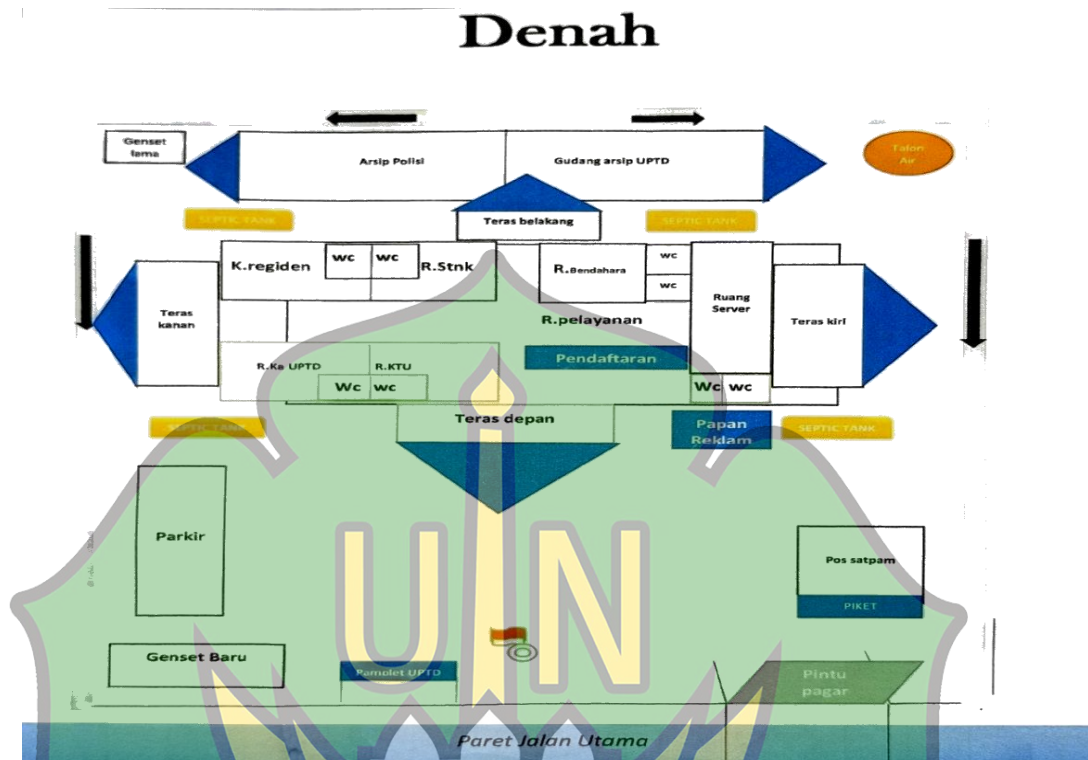 Denah
Genset
lama
Arsip Polisi
Gudang arsip UPTD
Talon
Air
SEPTIC TANK
Teras belakang
SEPTIC TANK
K.regiden
wc
wc
R.Stnk
R.Bendahara
wc
wc
Ruang
Server
Teras
kanan
Teras kiri
R.pelayanan
Pendaftaran
R.Ka UPTD
R.KTU
Wc
wc
Wc
wc
Teras depan
Papan
Reklam
SEPTIC TANK
SEPTIC TANK
Parkir
Pos satpam
PIKET
UIN
Genset Baru
Pamplet UPTD
Pintu
pagar
Paret Jalan Utama